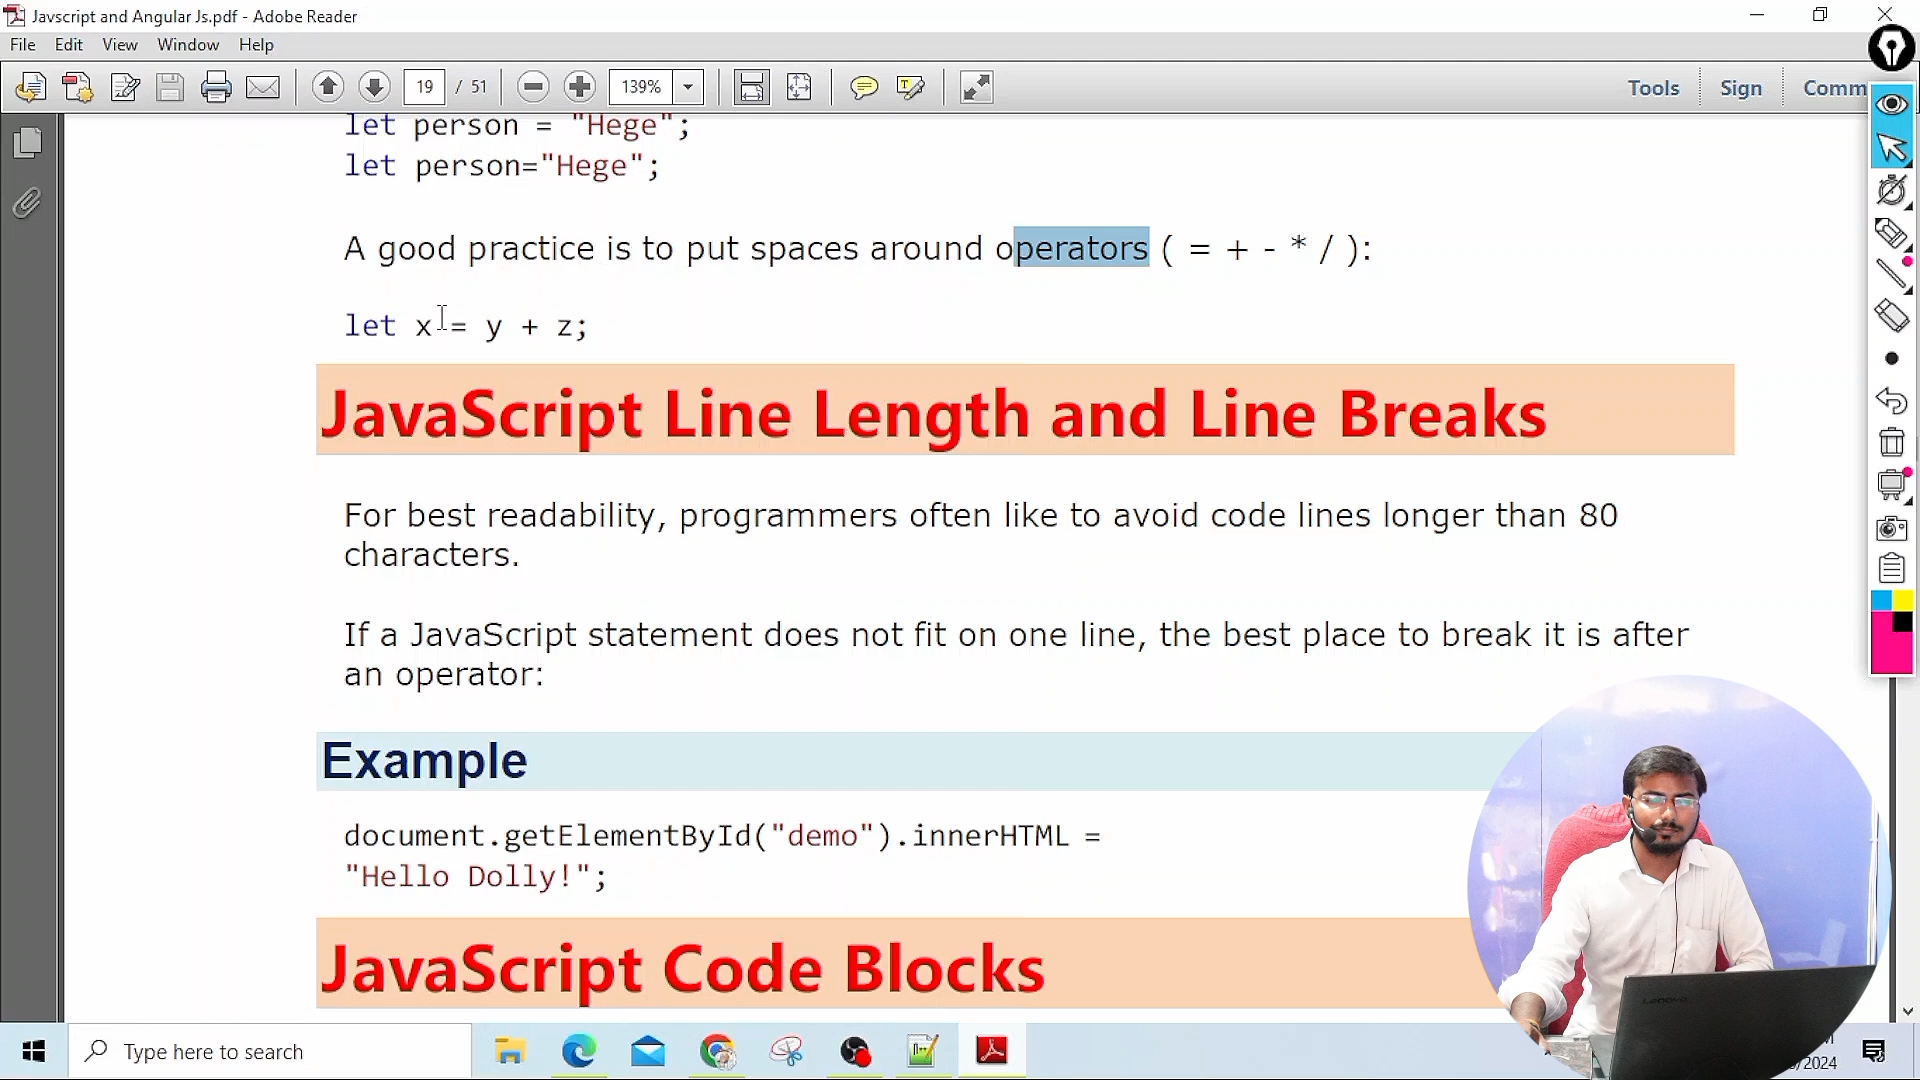 Javscript and Angular Js.pdf - Adobe Reader
File Edit View Window Help
19 / 51 139% Tools Sign Comm
let person = "Hege";
let person="Hege";
A good practice is to put spaces around operators ( = + - * / ):
let x = y + z;
JavaScript Line Length and Line Breaks
For best readability, programmers often like to avoid code lines longer than 80
characters.
If a JavaScript statement does not fit on one line, the best place to break it is after
an operator:
Example
document.getElementById("demo").innerHTML =
"Hello Dolly!";
JavaScript Code Blocks
Lenovo
Type here to search
/2024